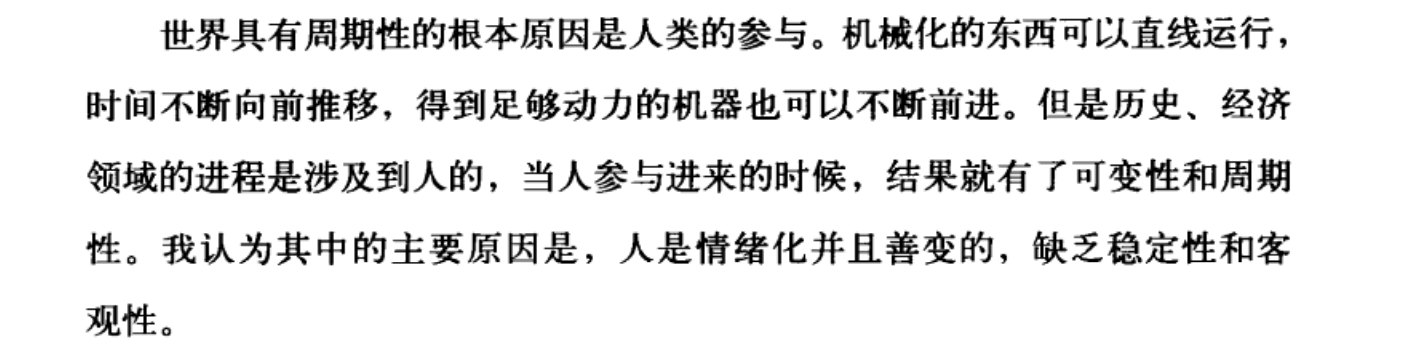 世界具有周期性的根本原因是人类的参与。机械化的东西可以直线运行，
时间不断向前推移，得到足够动力的机器也可以不断前进。但是历史、经济
领域的进程是涉及到人的，当人参与进来的时候，结果就有了可变性和周期
性。我认为其中的主要原因是，人是情绪化并且善变的，缺乏稳定性和客
观性。